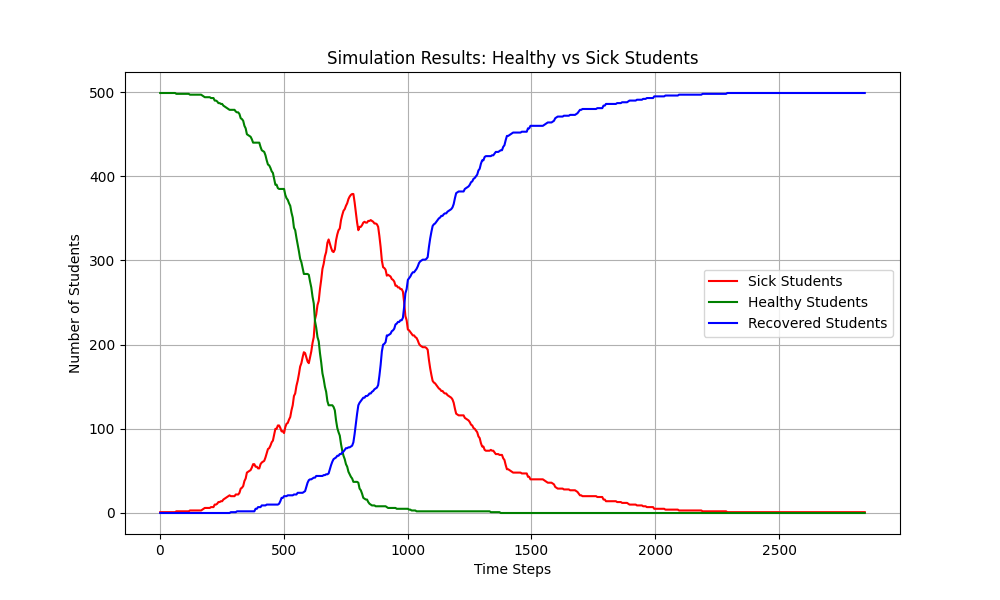 Simulation Results: Healthy vs Sick Students
Number of Students
500
400
300
200
100
0
Sick Students
Healthy Students
Recovered Students
0 500 1000 1500 2000 2500
Time Steps